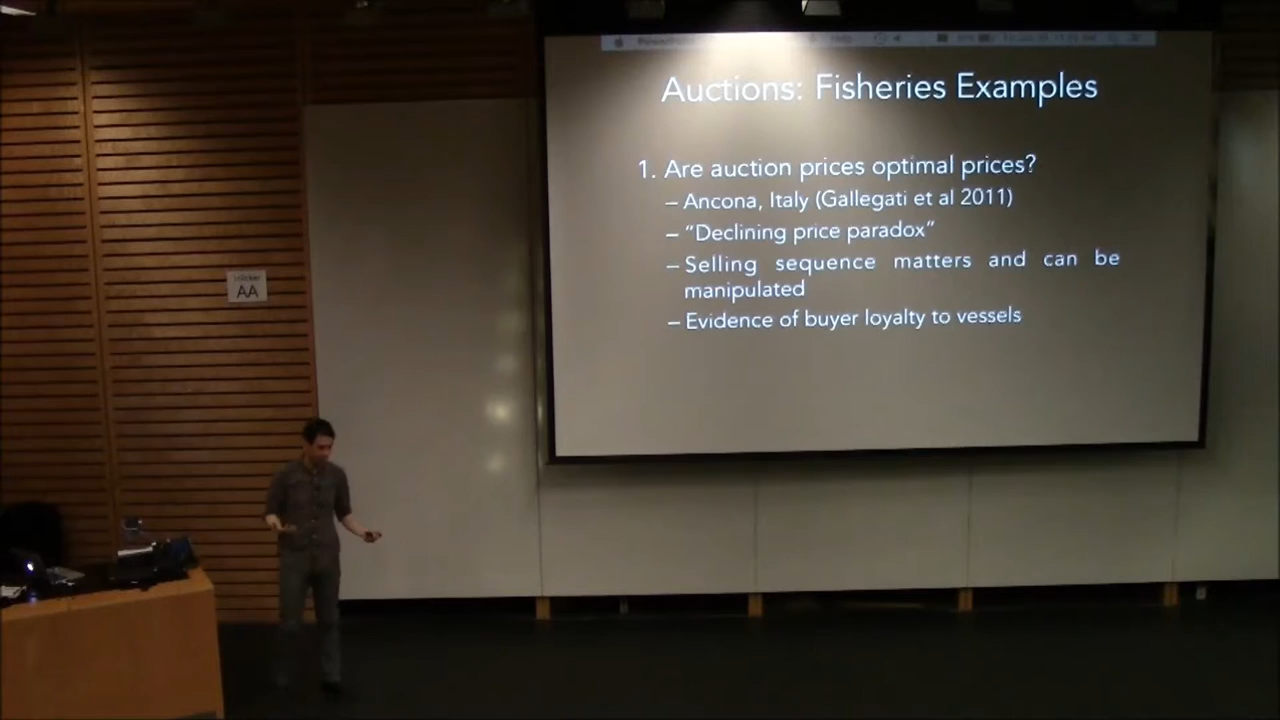 Auctions: Fisheries Examples
1. Are auction prices optimal prices?
– Ancona, Italy (Gallegati et al 2011)
– “Declining price paradox”
– Selling sequence matters and can be
manipulated
– Evidence of buyer loyalty to vessels
AA